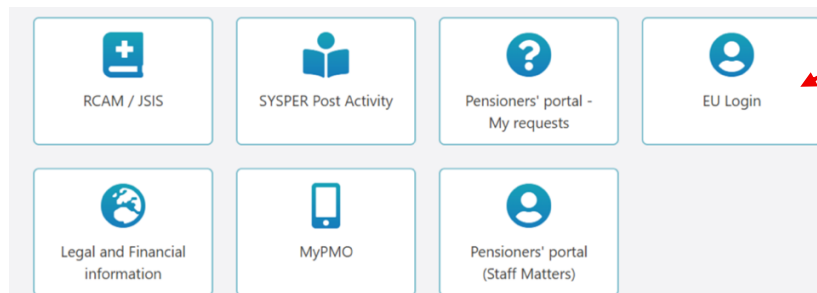 RCAM / JSIS
SYSPER Post Activity
Pensioners' portal -
My requests
EU Login
Legal and Financial
information
MyPMO
Pensioners' portal
(Staff Matters)